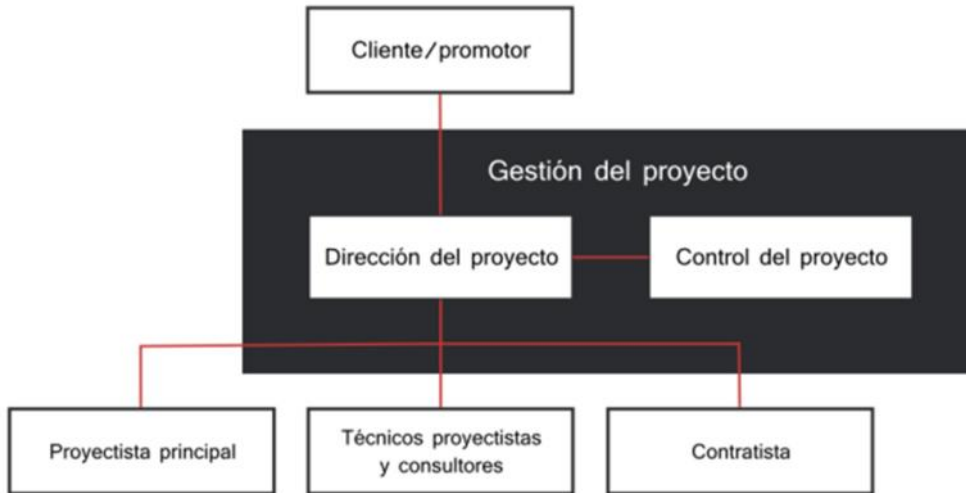 Cliente/promotor
Gestión del proyecto
Dirección del proyecto
Control del proyecto
Proyectista principal
Técnicos proyectistas
y consultores
Contratista